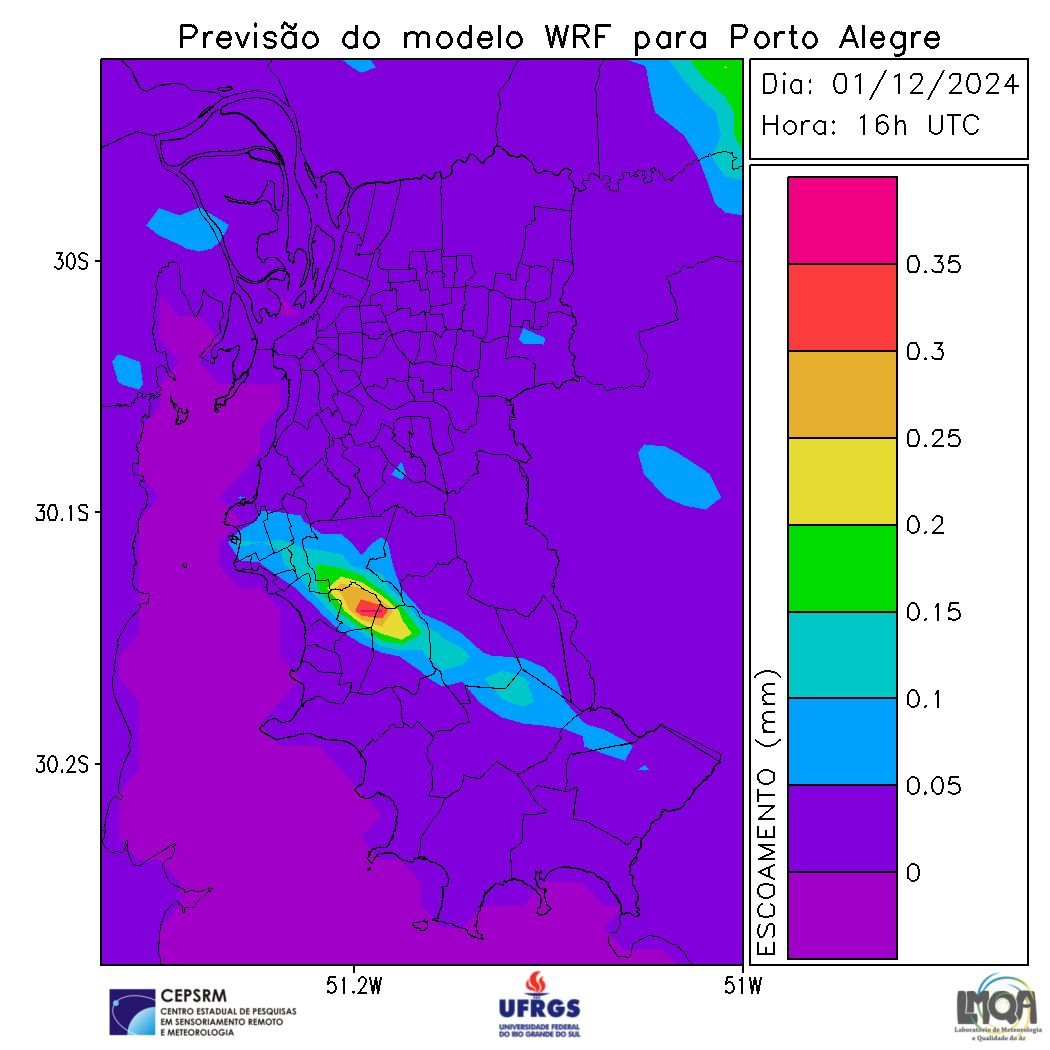 Previsão do modelo WRF para Porto Alegre
Dia: 01/12/2024
Hora: 16h UTC
30S
30.1S
30.2S
51.2W
51W
ESCOAMENTO (mm)
0.35
0.3
0.25
0.2
0.15
0.1
0.05
0
CEPSRM
CENTRO ESTADUAL DE PESQUISAS
EM SENSORIAMENTO REMOTO
E METEOROLOGIA
UFRGS
UNIVERSIDADE FEDERAL
DO RIO GRANDE DO SUL
LMQA
Laboratório de Meteorologia
e Qualidade do Ar